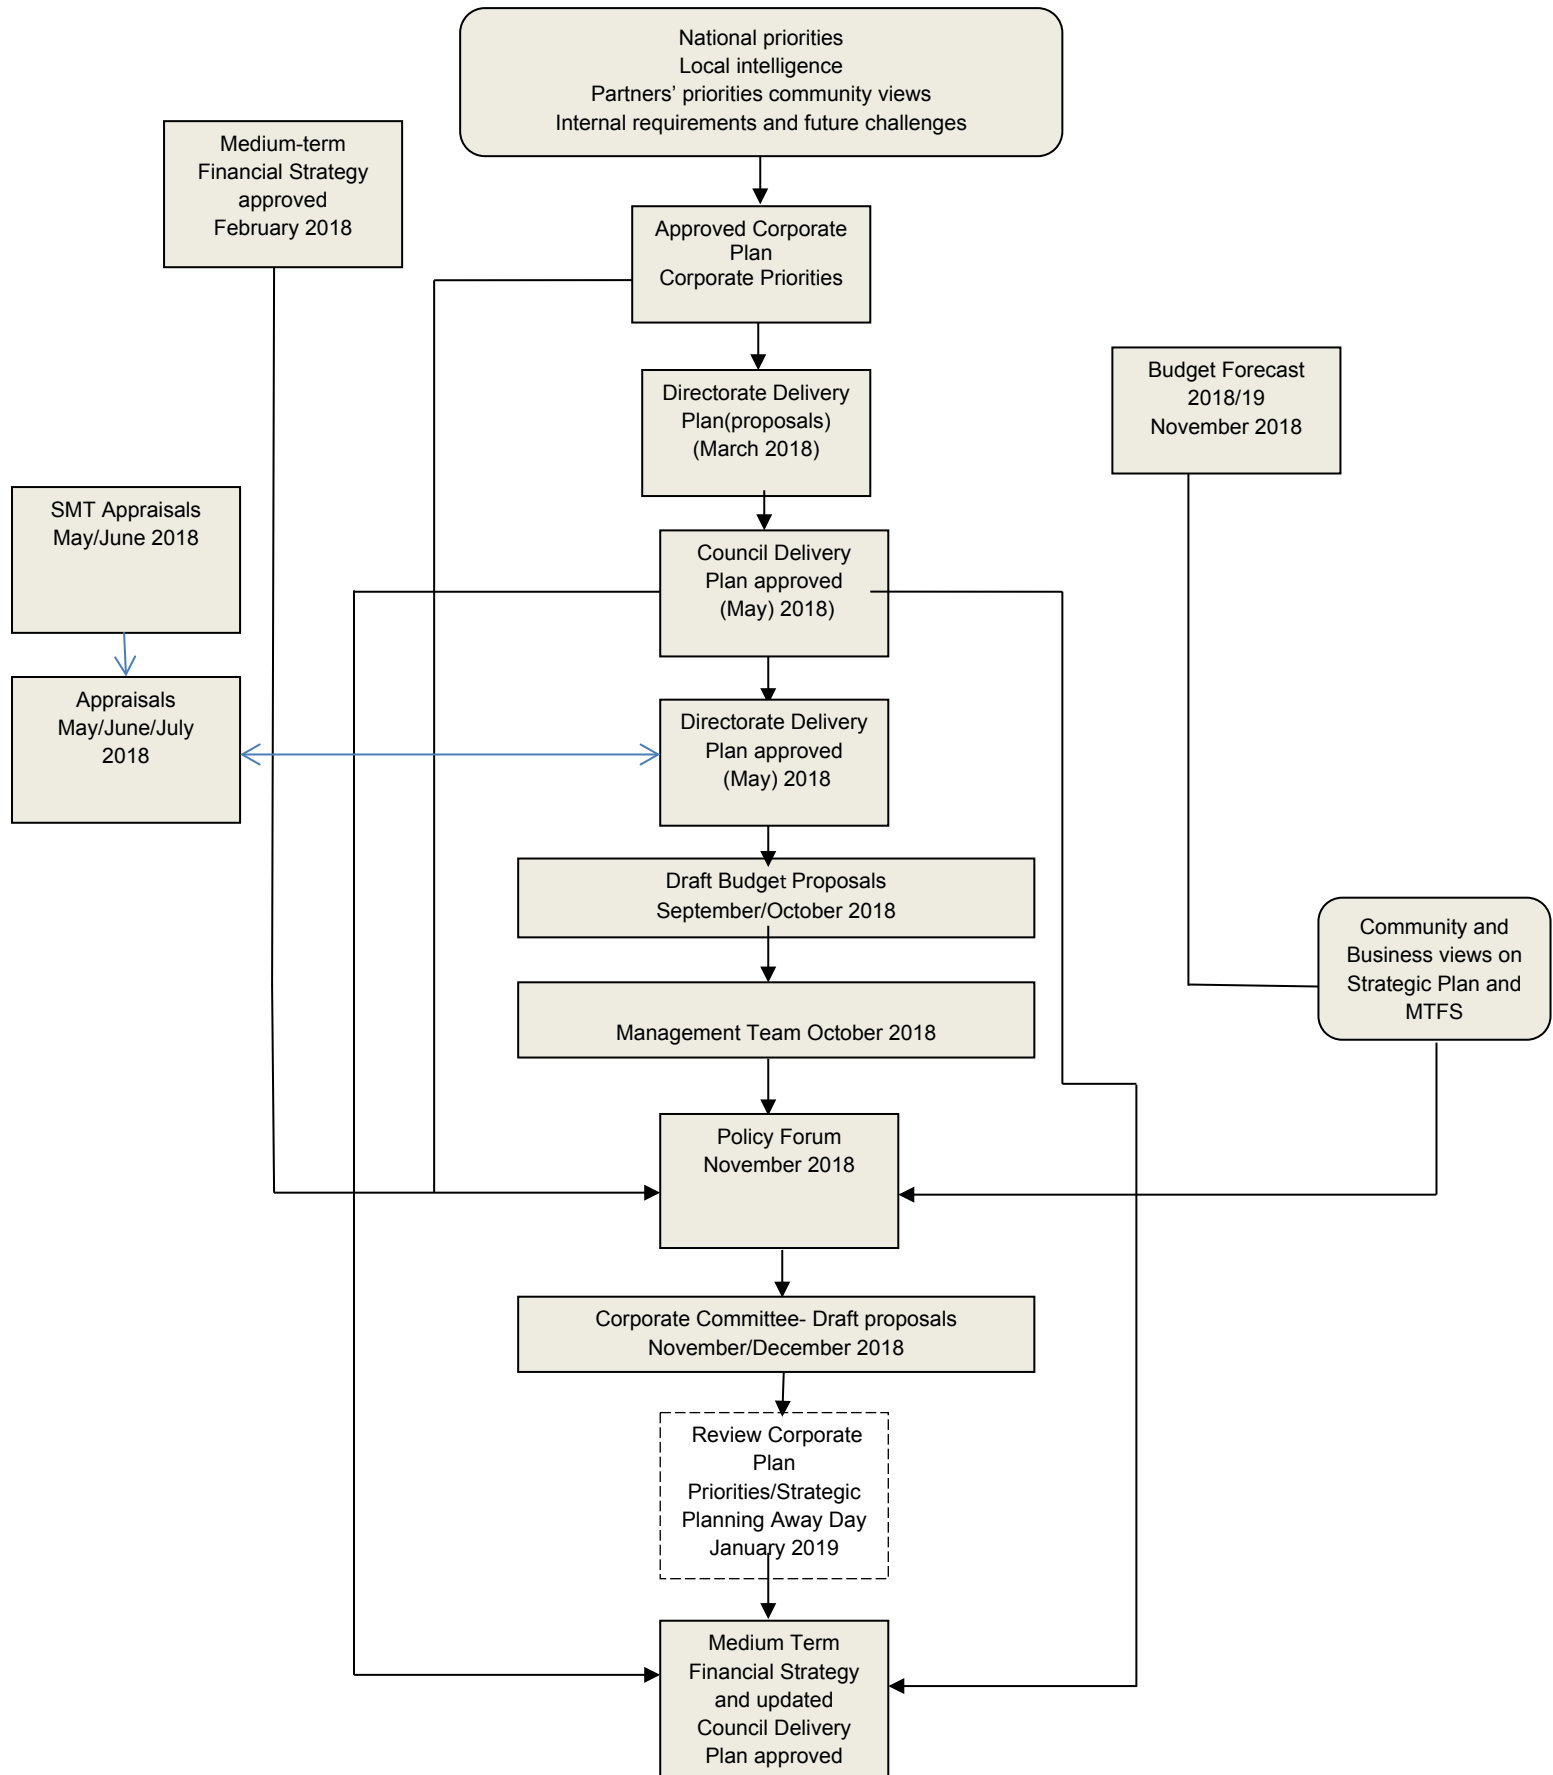 National priorities
Local intelligence
Partners' priorities community views
Internal requirements and future challenges
Medium-term
Financial Strategy
approved
February 2018
Approved Corporate
Plan
Corporate Priorities
Directorate Delivery
Plan(proposals)
(March 2018)
Budget Forecast
2018/19
November 2018
SMT Appraisals
May/June 2018
Council Delivery
Plan approved
(May) 2018)
Appraisals
May/June/July
2018
Directorate Delivery
Plan approved
(May) 2018
Draft Budget Proposals
September/October 2018
Community and
Business views on
Strategic Plan and
MTFS
Management Team October 2018
Policy Forum
November 2018
Corporate Committee- Draft proposals
November/December 2018
Review Corporate
Plan
Priorities/Strategic
Planning Away Day
January 2019
Medium Term
Financial Strategy
and updated
Council Delivery
Plan approved